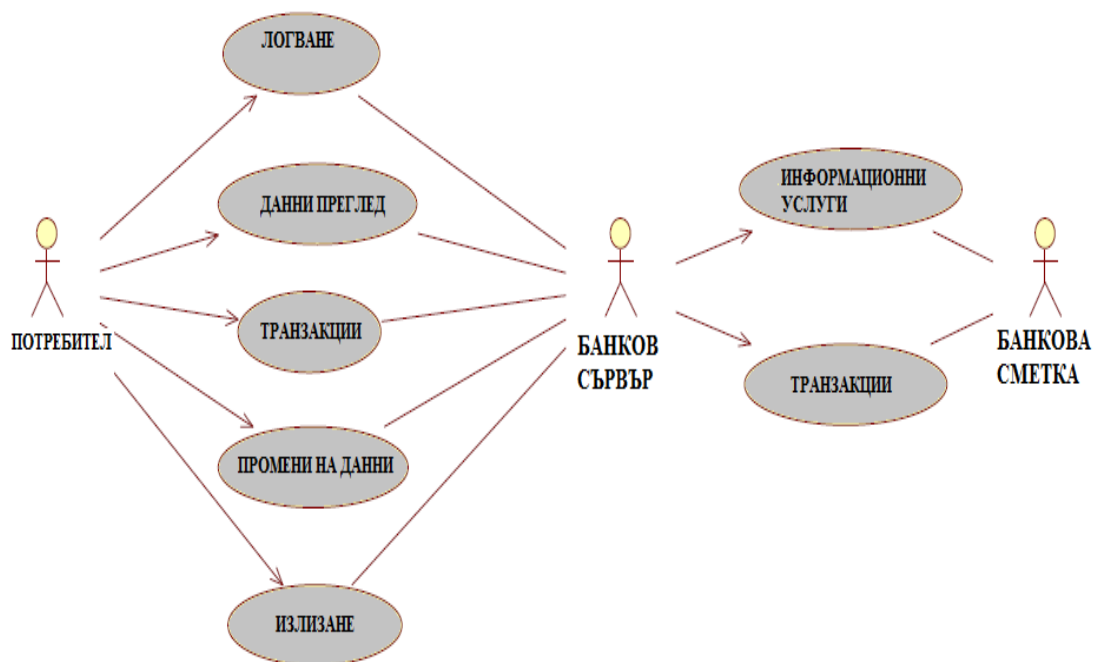 ЛОГВАНЕ
ДАННИ ПРЕГЛЕД
ТРАНЗАКЦИИ
ПРОМЕНИ НА ДАННИ
ИЗЛИЗАНЕ
ПОТРЕБИТЕЛ
БАНКОВ
СЪРВЪР
ИНФОРМАЦИОННИ
УСЛУГИ
ТРАНЗАКЦИИ
БАНКОВА
СМЕТКА